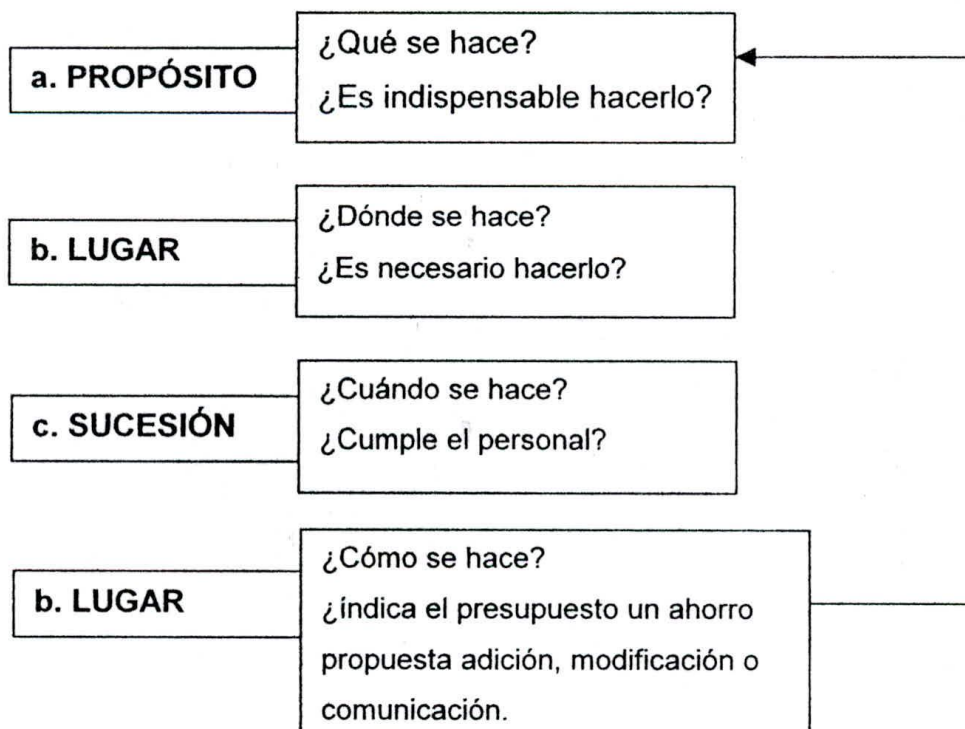 a. PROPÓSITO
¿Qué se hace?
¿Es indispensable hacerlo?
b. LUGAR
¿Dónde se hace?
¿Es necesario hacerlo?
c. SUCESIÓN
¿Cuándo se hace?
¿Cumple el personal?
b. LUGAR
¿Cómo se hace?
¿índica el presupuesto un ahorro
propuesta adición, modificación o
comunicación.